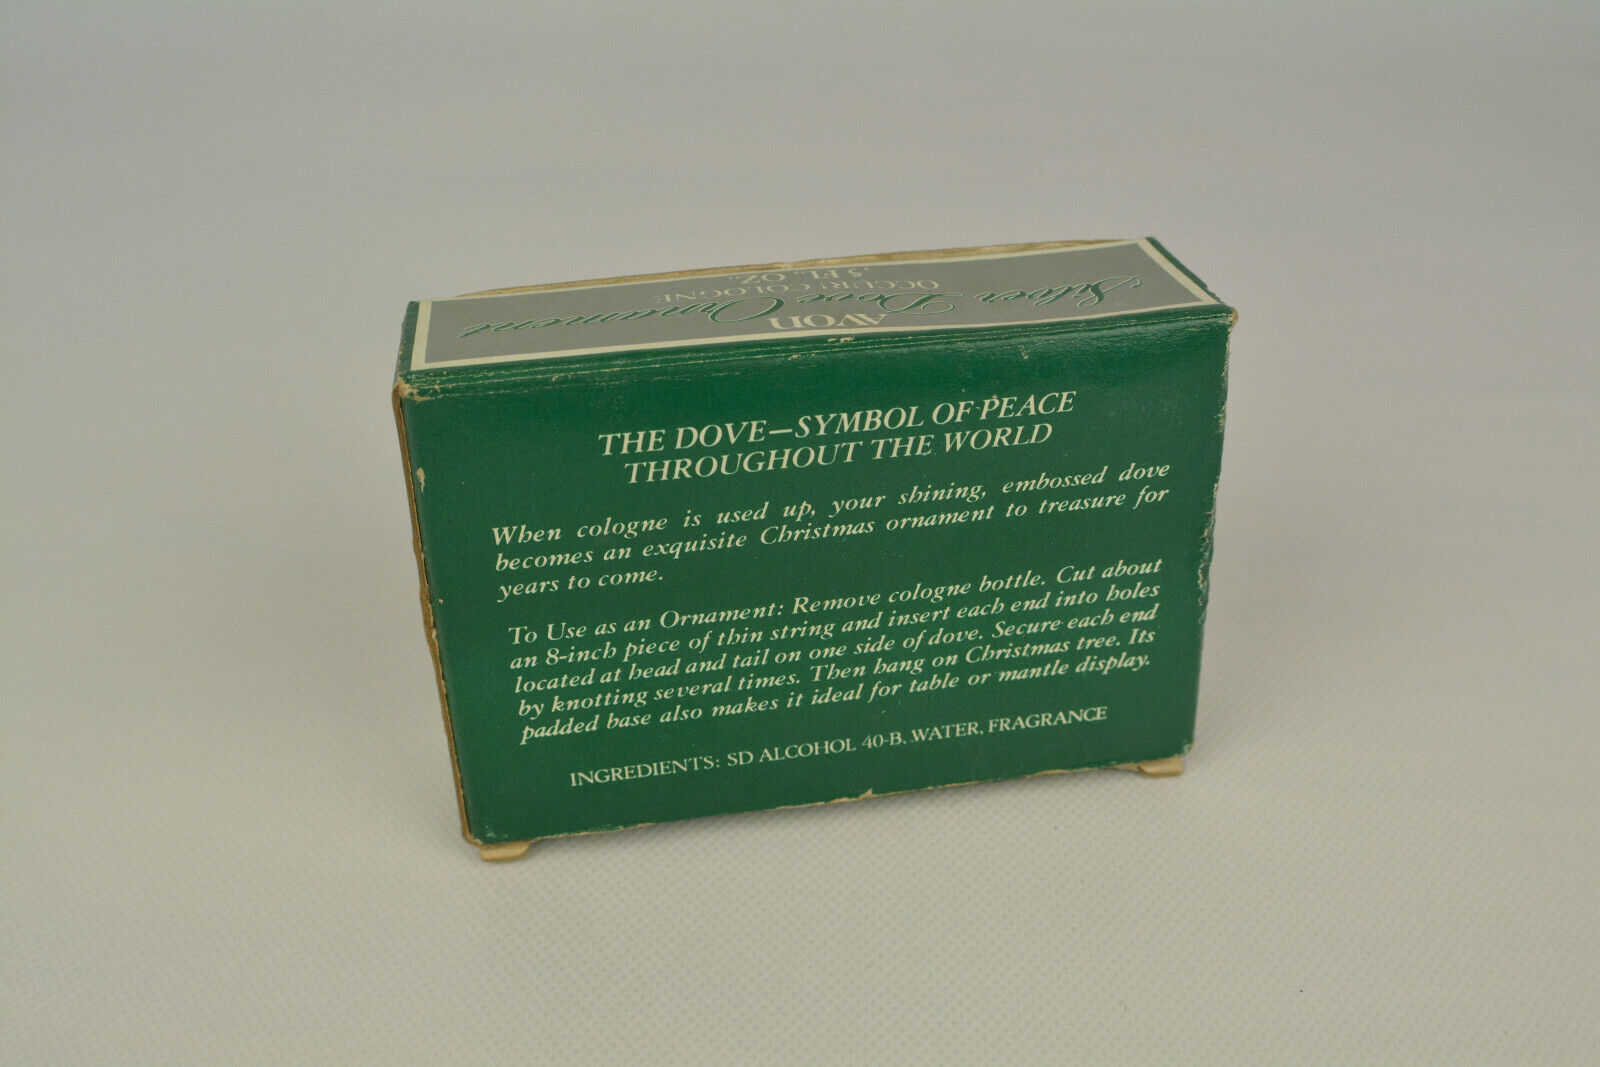 AVON
Silver Dove Ornament
OCCUR! COLOGNE
.5 FL. OZ.
THE DOVE—SYMBOL OF PEACE
THROUGHOUT THE WORLD
When cologne is used up, your shining, embossed dove
becomes an exquisite Christmas ornament to treasure for
years to come.
To Use as an Ornament: Remove cologne bottle. Cut about
an 8-inch piece of thin string and insert each end into holes
located at head and tail on one side of dove. Secure each end
by knotting several times. Then hang on Christmas tree. Its
padded base also makes it ideal for table or mantle display.
INGREDIENTS: SD ALCOHOL 40-B, WATER, FRAGRANCE